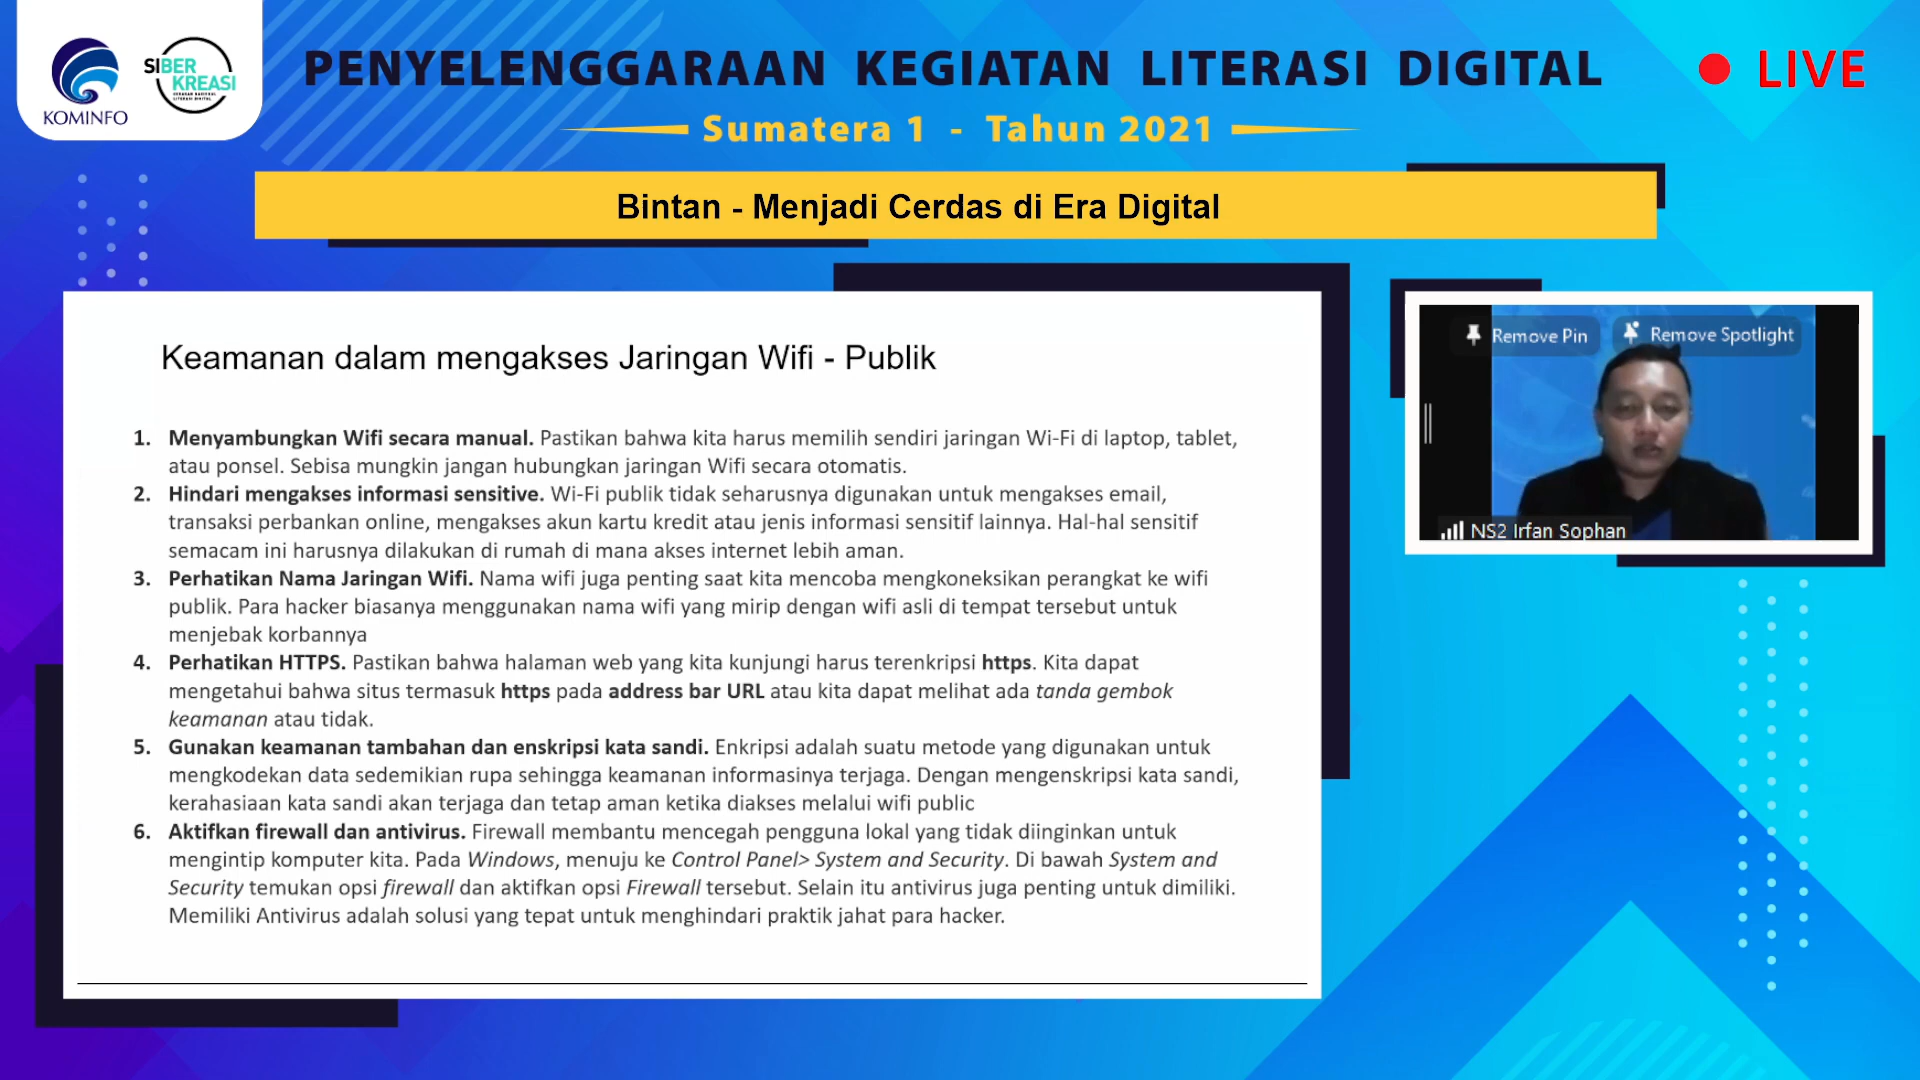 KOMINFO
SIBER
KREASI
GERAKAN NASIONAL
LITERASI DIGITAL
PENYELENGGARAAN KEGIATAN LITERASI DIGITAL
LIVE
Sumatera 1 - Tahun 2021
Bintan - Menjadi Cerdas di Era Digital
Keamanan dalam mengakses Jaringan Wifi - Publik
1. Menyambungkan Wifi secara manual. Pastikan bahwa kita harus memilih sendiri jaringan Wi-Fi di laptop, tablet,
atau ponsel. Sebisa mungkin jangan hubungkan jaringan Wifi secara otomatis.
2. Hindari mengakses informasi sensitive. Wi-Fi publik tidak seharusnya digunakan untuk mengakses email,
transaksi perbankan online, mengakses akun kartu kredit atau jenis informasi sensitif lainnya. Hal-hal sensitif
semacam ini harusnya dilakukan di rumah di mana akses internet lebih aman.
3. Perhatikan Nama Jaringan Wifi. Nama wifi juga penting saat kita mencoba mengkoneksikan perangkat ke wifi
publik. Para hacker biasanya menggunakan nama wifi yang mirip dengan wifi asli di tempat tersebut untuk
menjebak korbannya
4. Perhatikan HTTPS. Pastikan bahwa halaman web yang kita kunjungi harus terenkripsi https. Kita dapat
mengetahui bahwa situs termasuk https pada address bar URL atau kita dapat melihat ada tanda gembok
keamanan atau tidak.
5. Gunakan keamanan tambahan dan enskripsi kata sandi. Enkripsi adalah suatu metode yang digunakan untuk
mengkodekan data sedemikian rupa sehingga keamanan informasinya terjaga. Dengan mengenskripsi kata sandi,
kerahasiaan kata sandi akan terjaga dan tetap aman ketika diakses melalui wifi public
6. Aktifkan firewall dan antivirus. Firewall membantu mencegah pengguna lokal yang tidak diinginkan untuk
mengintip komputer kita. Pada Windows, menuju ke Control Panel> System and Security. Di bawah System and
Security temukan opsi firewall dan aktifkan opsi Firewall tersebut. Selain itu antivirus juga penting untuk dimiliki.
Memiliki Antivirus adalah solusi yang tepat untuk menghindari praktik jahat para hacker.
Remove Pin
Remove Spotlight
NS2 Irfan Sophan